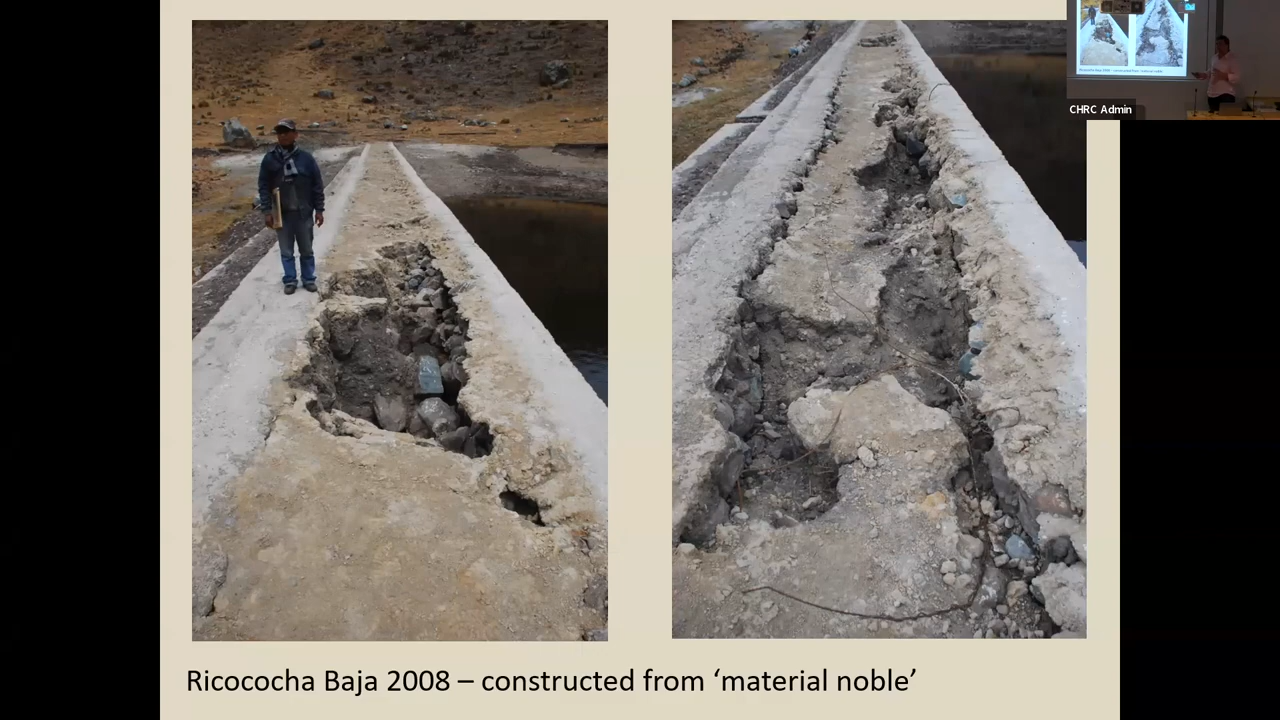 CHRC Admin
Ricococha Baja 2008 – constructed from ‘material noble’